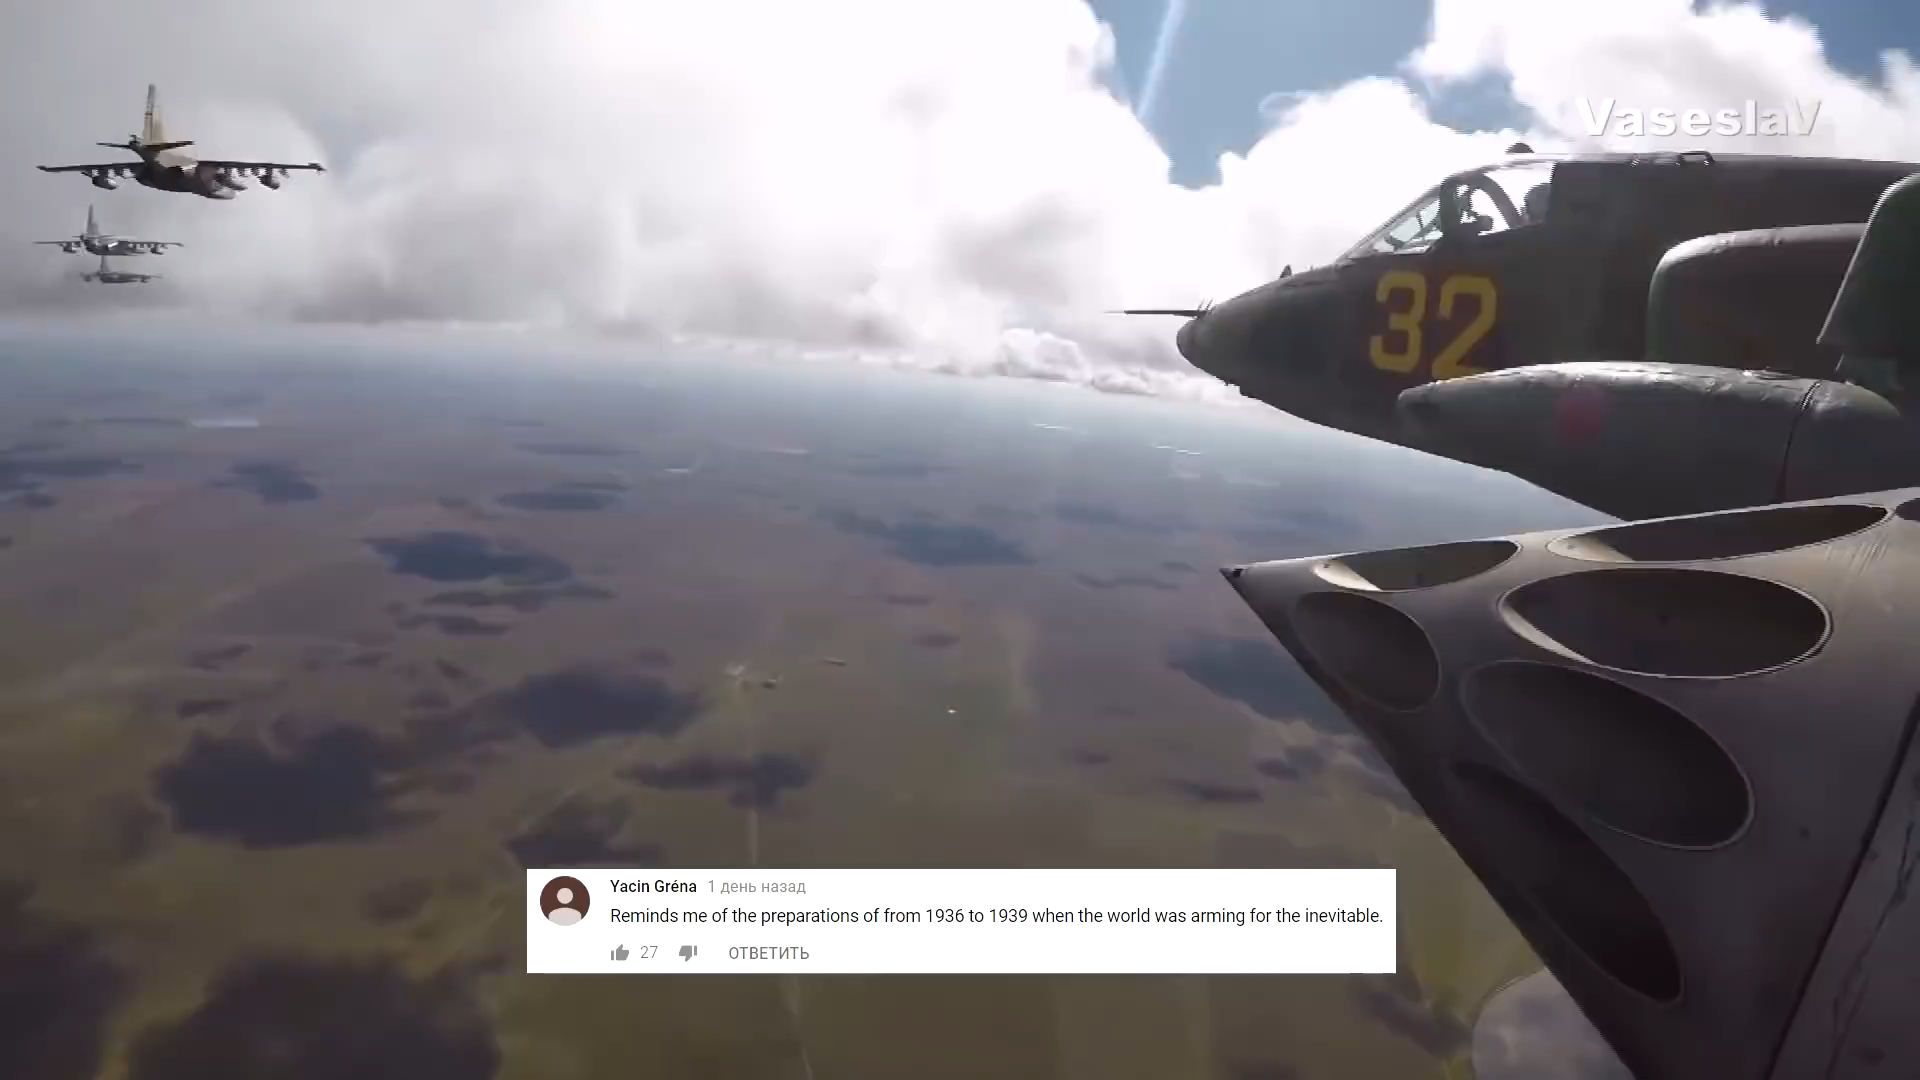 VaseslaV
32
Yacin Gréna 1 день назад
Reminds me of the preparations of from 1936 to 1939 when the world was arming for the inevitable.
27 ОТВЕТИТЬ